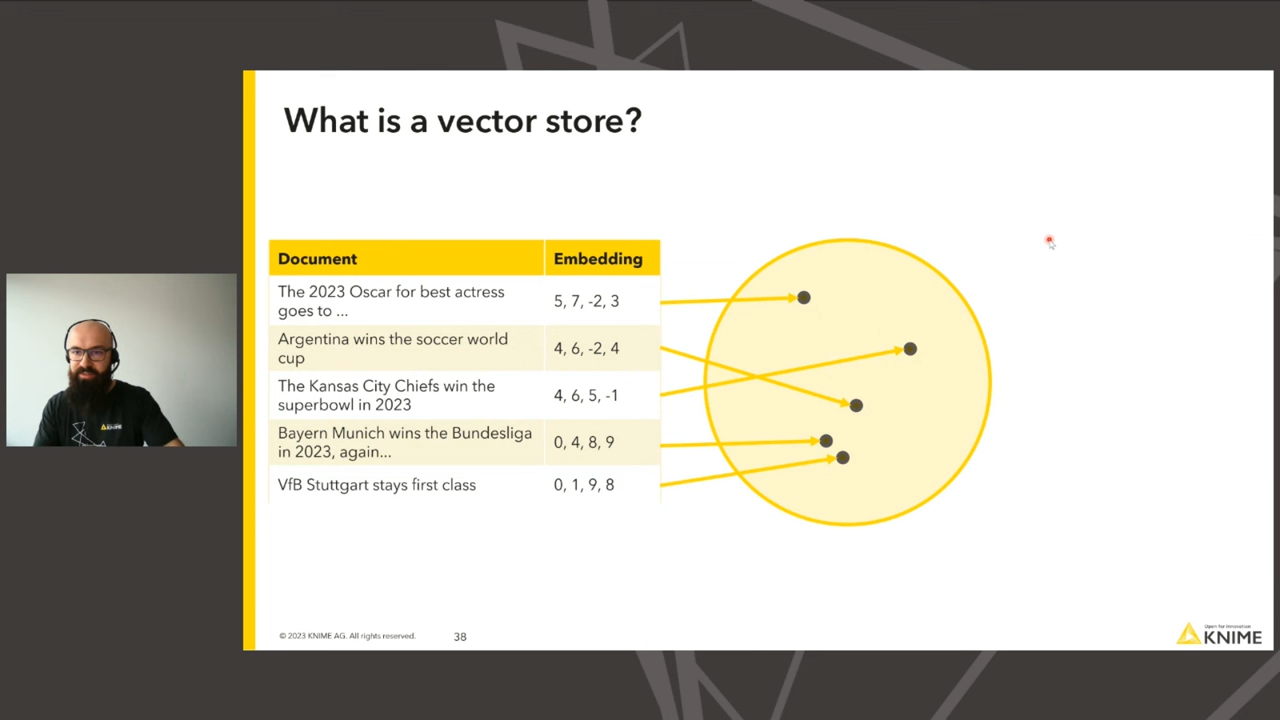 What is a vector store?
Document Embedding
The 2023 Oscar for best actress
goes to ...
5, 7, -2, 3
Argentina wins the soccer world
cup
4, 6, -2, 4
The Kansas City Chiefs win the
superbowl in 2023
4, 6, 5, -1
Bayern Munich wins the Bundesliga
in 2023, again...
0, 4, 8, 9
VfB Stuttgart stays first class
0, 1, 9, 8
© 2023 KNIME AG. All rights reserved.
38
Open for Innovation
KNIME
KNIME